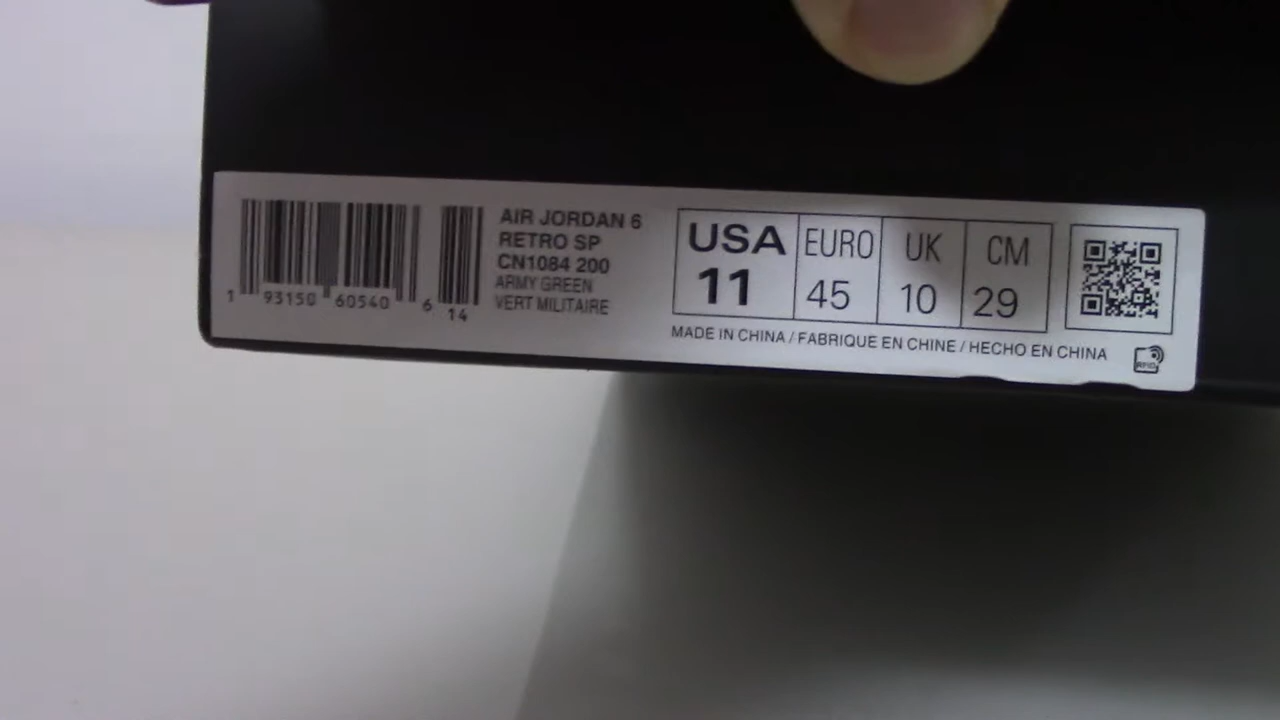 1 93150 60540 6 14
AIR JORDAN 6
RETRO SP
CN1084 200
ARMY GREEN
VERT MILITAIRE
USA EURO UK CM
11 45 10 29
MADE IN CHINA / FABRIQUE EN CHINE / HECHO EN CHINA
RFID